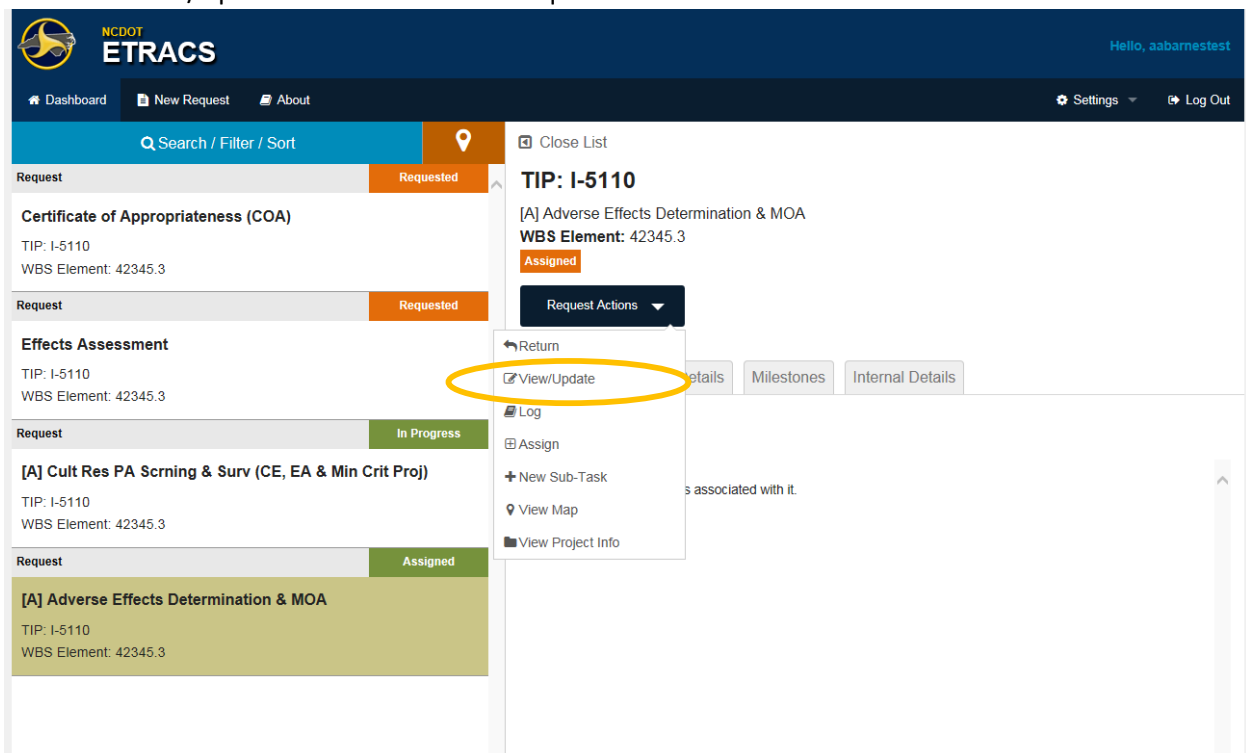 NCDOT
ETRACS
Hello, aabarnestest
Dashboard New Request About Settings Log Out
Search / Filter / Sort
Request Requested
Certificate of Appropriateness (COA)
TIP: I-5110
WBS Element: 42345.3
Request Requested
Effects Assessment
TIP: I-5110
WBS Element: 42345.3
Request In Progress
[A] Cult Res PA Scrning & Surv (CE, EA & Min Crit Proj)
TIP: I-5110
WBS Element: 42345.3
Request Assigned
[A] Adverse Effects Determination & MOA
TIP: I-5110
WBS Element: 42345.3
Close List
TIP: I-5110
[A] Adverse Effects Determination & MOA
WBS Element: 42345.3
Assigned
Request Actions
Return
View/Update
Log
Assign
New Sub-Task
View Map
View Project Info
etails Milestones Internal Details
s associated with it.